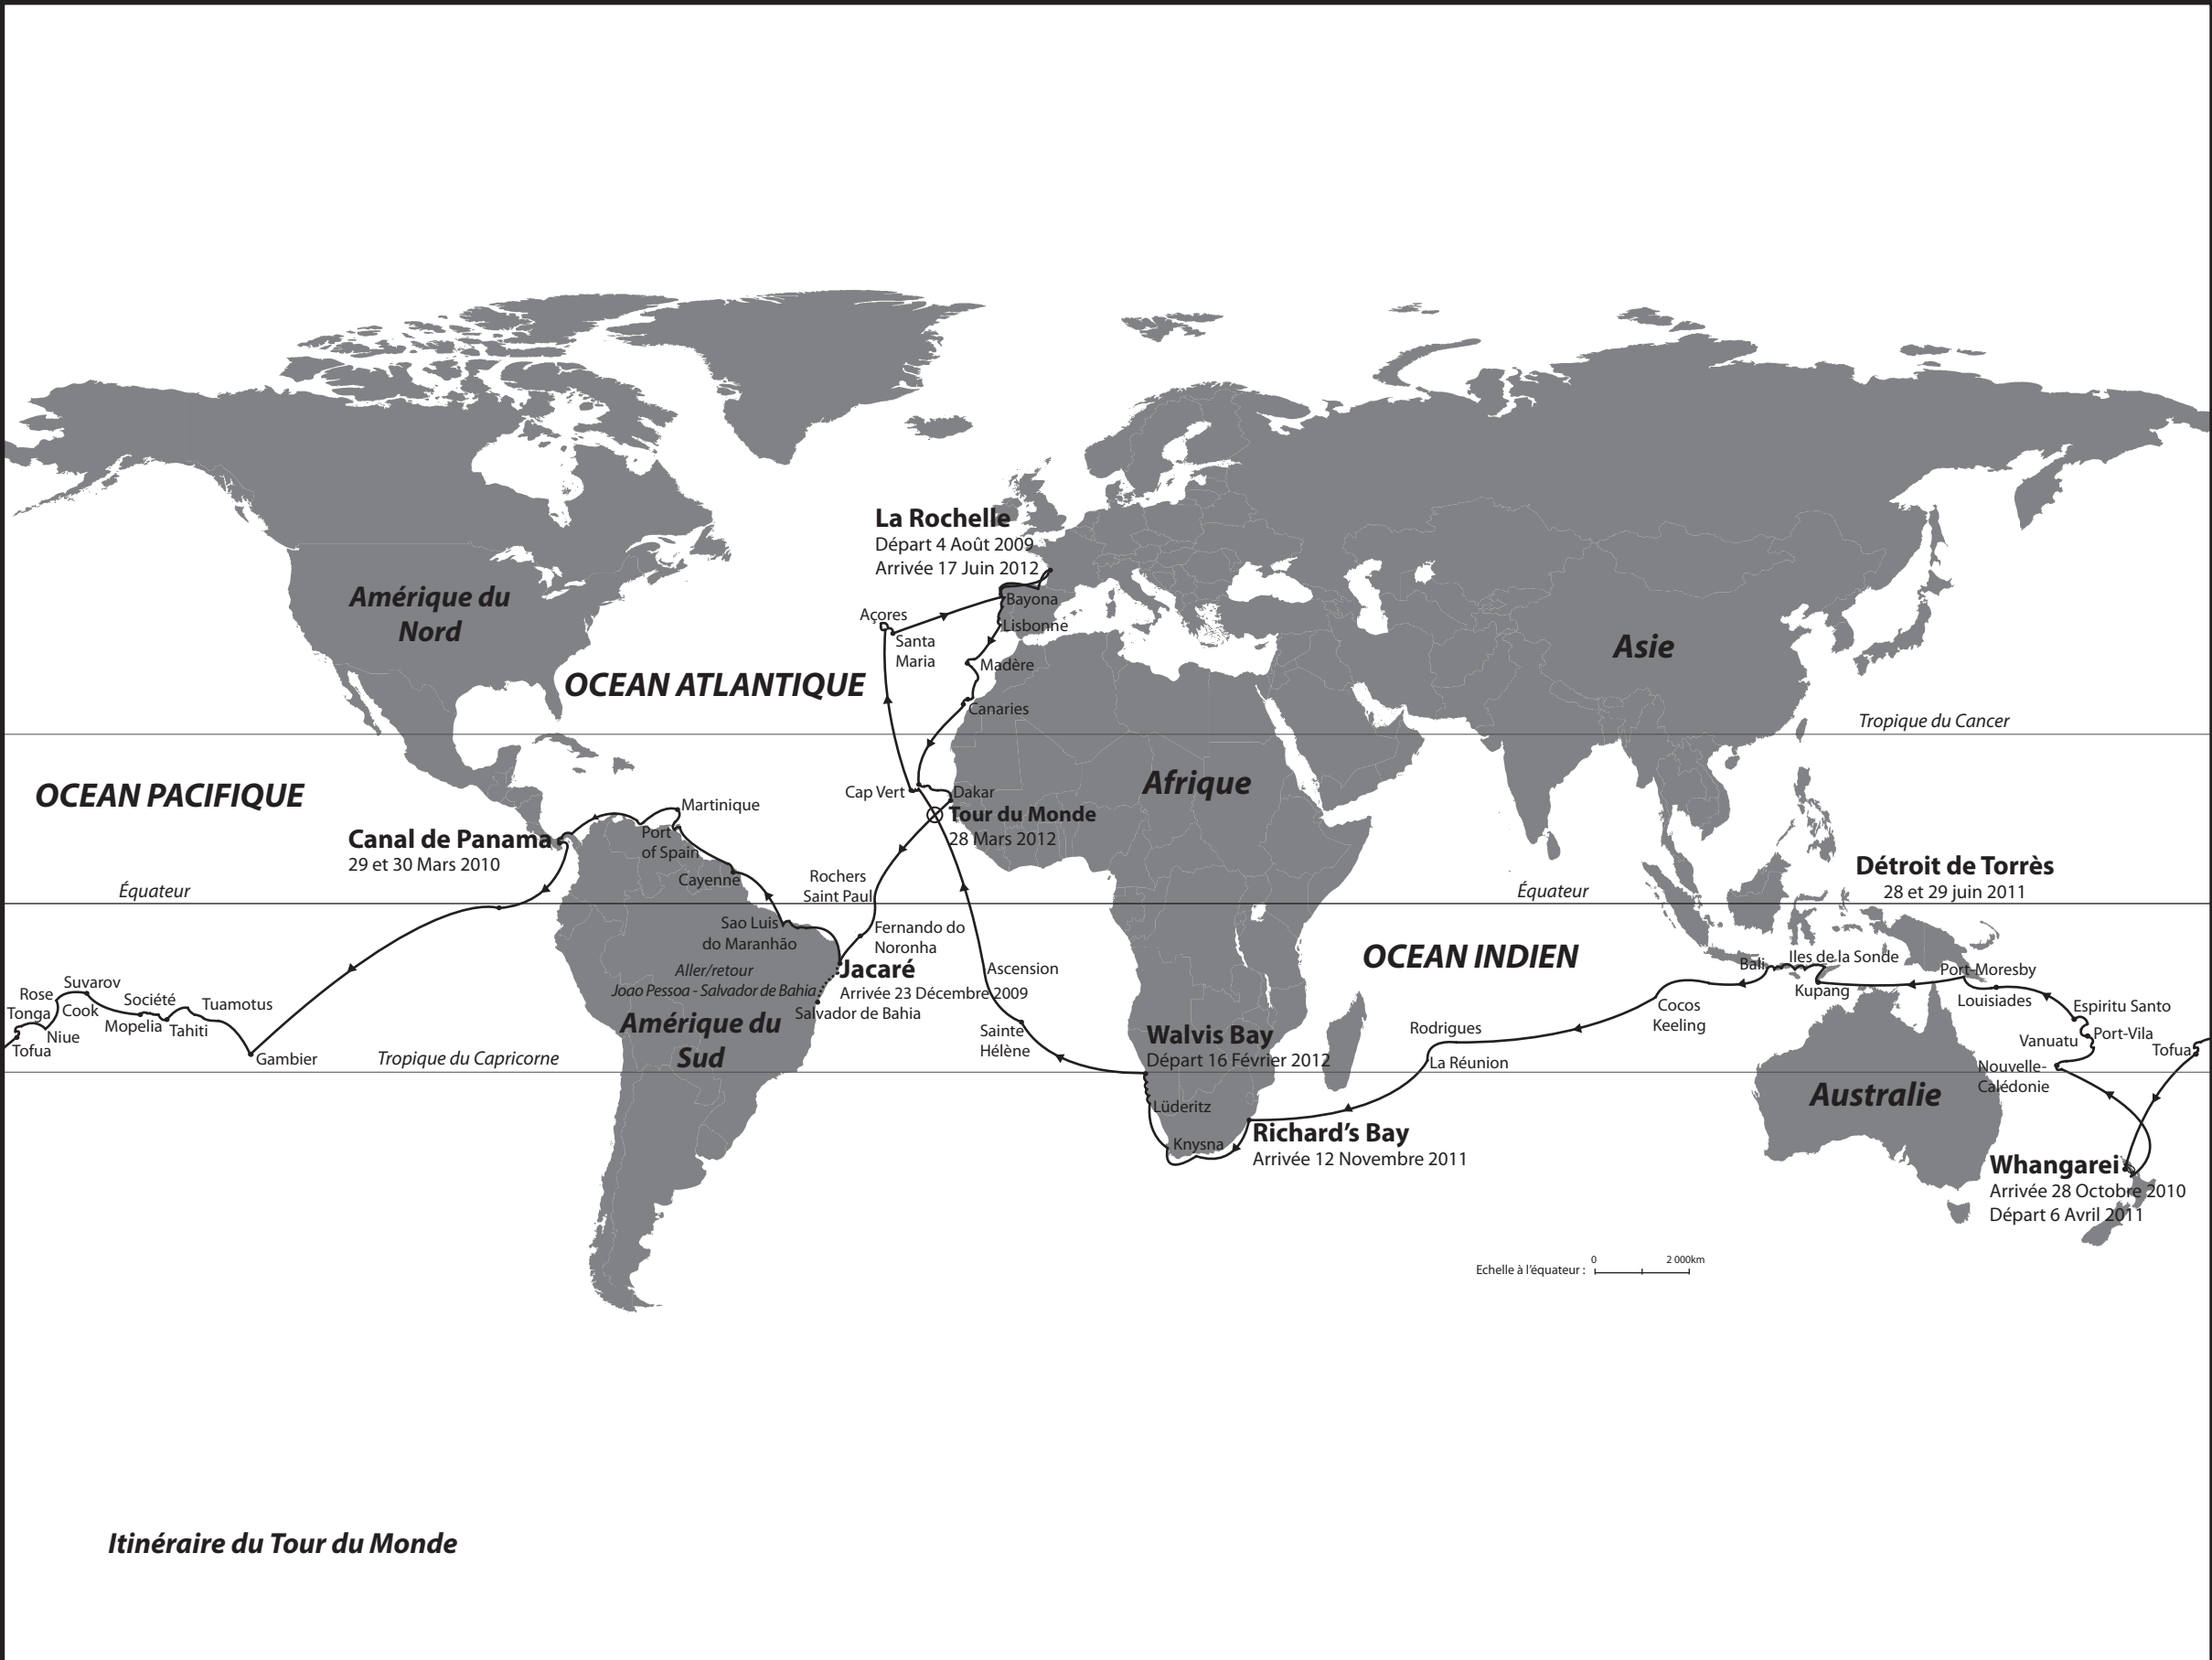 La Rochelle
Départ 4 Août 2009
Arrivée 17 Juin 2012
Amérique du
Nord
Bayona
Açores
Lisbonne
Santa
Maria
Asie
Madère
OCEAN ATLANTIQUE
Canaries
Tropique du Cancer
Afrique
OCEAN PACIFIQUE
Cap Vert
Dakar
Martinique
Tour du Monde
28 Mars 2012
Canal de Panama
29 et 30 Mars 2010
Port
of Spain
Cayenne
Rochers
Saint Paul
Détroit de Torrès
28 et 29 juin 2011
Équateur
Équateur
Sao Luis
do Maranhão
Fernando do
Noronha
OCEAN INDIEN
Aller/retour
Joao Pessoa - Salvador de Bahia
Jacaré
Arrivée 23 Décembre 2009
Salvador de Bahia
Ascension
Bali
Iles de la Sonde
Kupang
Port-Moresby
Louisiades
Suvarov
Rose
Tonga
Cook
Société
Mopelia
Tahiti
Tuamotus
Niue
Tofua
Gambier
Cocos
Keeling
Espiritu Santo
Port-Vila
Vanuatu
Tofua
Amérique du
Sud
Sainte
Hélène
Walvis Bay
Départ 16 Février 2012
Rodrigues
La Réunion
Tropique du Capricorne
Nouvelle-
Calédonie
Australie
Lüderitz
Knysna
Richard’s Bay
Arrivée 12 Novembre 2011
Whangarei
Arrivée 28 Octobre 2010
Départ 6 Avril 2011
Echelle à l’équateur :
0
2 000km
Itinéraire du Tour du Monde